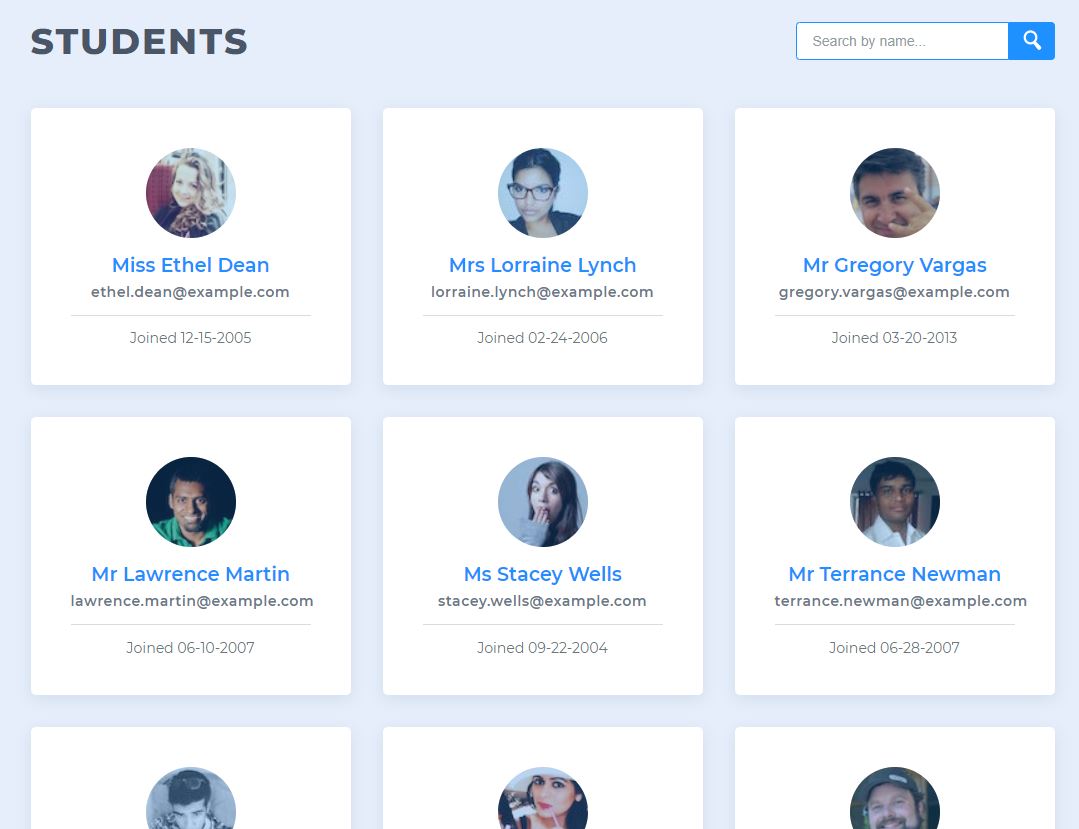 STUDENTS
Search by name...
Miss Ethel Dean
ethel.dean@example.com
Joined 12-15-2005
Mrs Lorraine Lynch
lorraine.lynch@example.com
Joined 02-24-2006
Mr Gregory Vargas
gregory.vargas@example.com
Joined 03-20-2013
Mr Lawrence Martin
lawrence.martin@example.com
Joined 06-10-2007
Ms Stacey Wells
stacey.wells@example.com
Joined 09-22-2004
Mr Terrance Newman
terrance.newman@example.com
Joined 06-28-2007